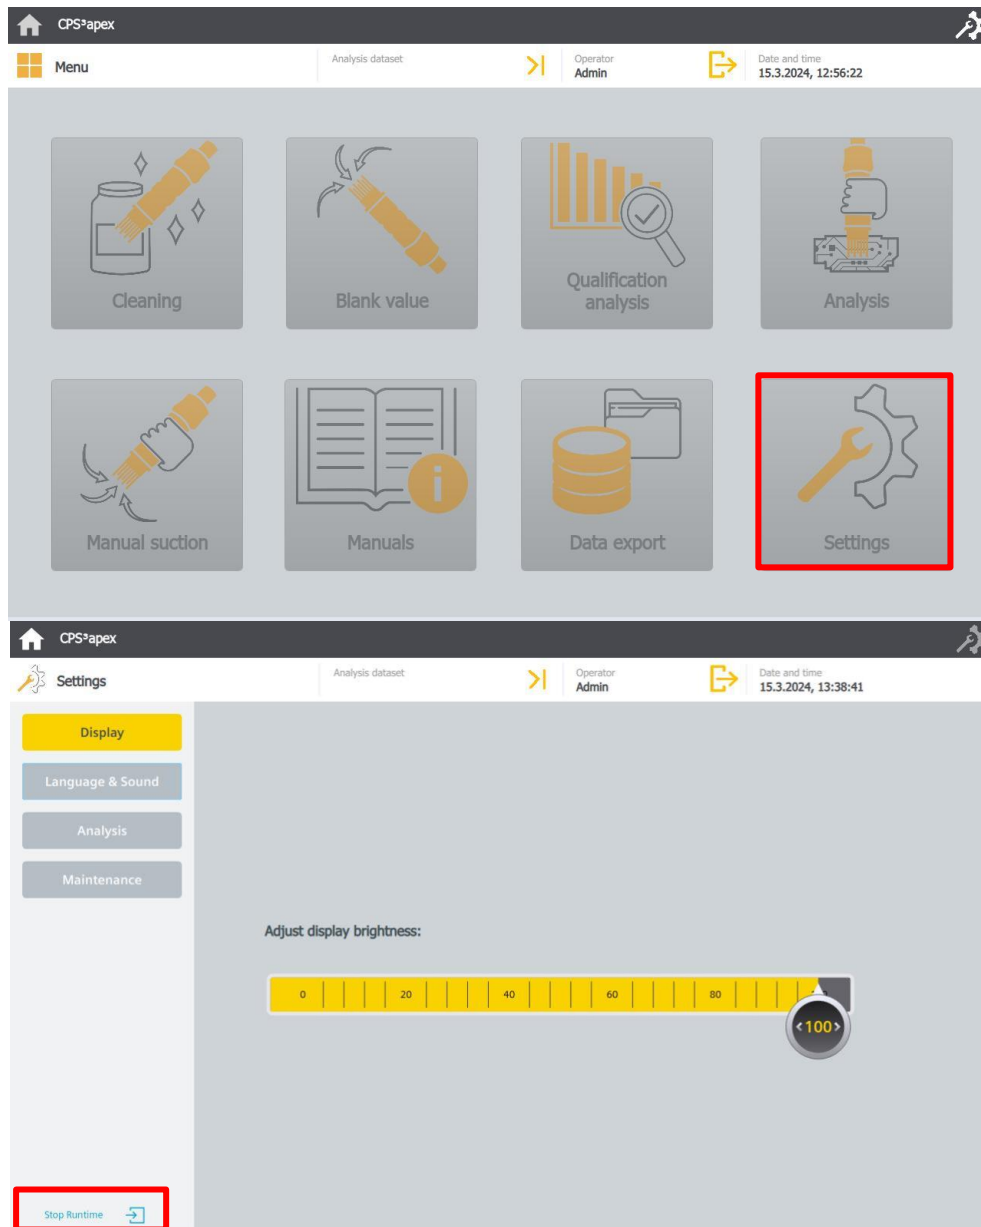 CPS³apex
Menu
Analysis dataset
Operator
Admin
Date and time
15.3.2024, 12:56:22
Cleaning
Blank value
Qualification
analysis
Analysis
Manual suction
Manuals
Data export
Settings
CPS³apex
Settings
Analysis dataset
Operator
Admin
Date and time
15.3.2024, 13:38:41
Display
Language & Sound
Analysis
Maintenance
Adjust display brightness:
0 20 40 60 80
<100>
Stop Runtime